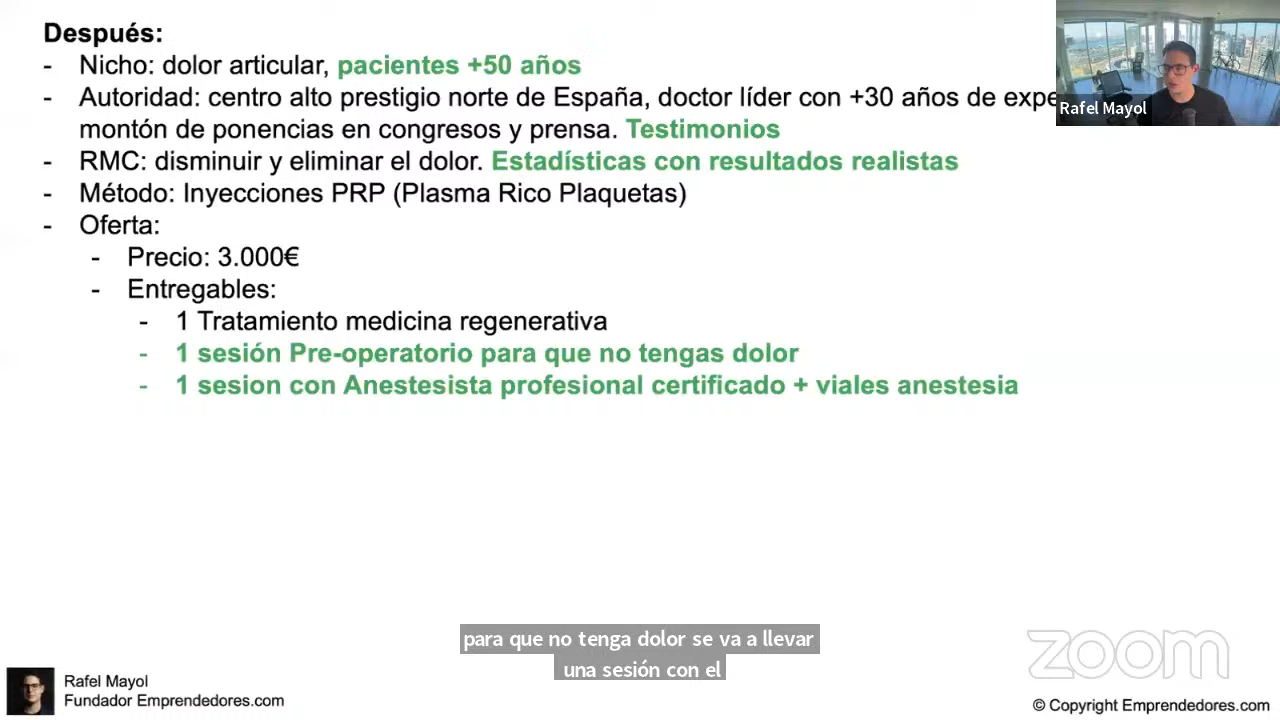 Después:
- Nicho: dolor articular, pacientes +50 años
- Autoridad: centro alto prestigio norte de España, doctor líder con +30 años de expe
montón de ponencias en congresos y prensa. Testimonios
- RMC: disminuir y eliminar el dolor. Estadísticas con resultados realistas
- Método: Inyecciones PRP (Plasma Rico Plaquetas)
- Oferta:
- Precio: 3.000€
- Entregables:
- 1 Tratamiento medicina regenerativa
- 1 sesión Pre-operatorio para que no tengas dolor
- 1 sesion con Anestesista profesional certificado + viales anestesia
Rafel Mayol
para que no tenga dolor se va a llevar
una sesión con el
zoom
Rafel Mayol
Fundador Emprendedores.com
© Copyright Emprendedores.com